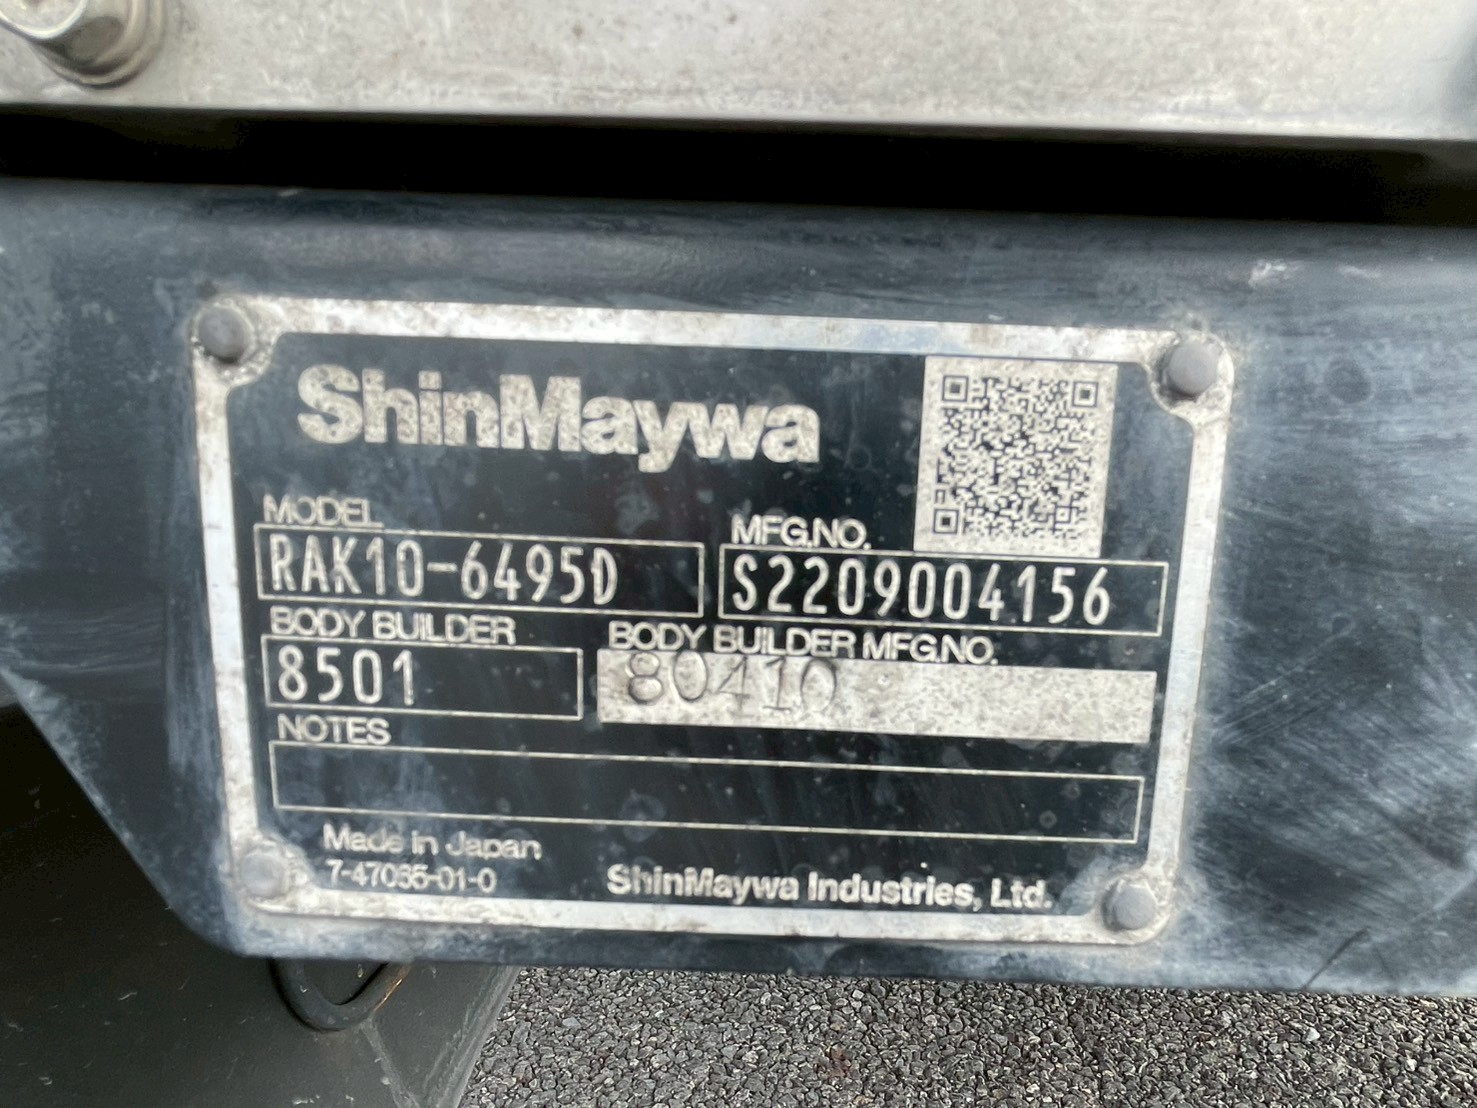 ShinMaywa
MODEL
MFG.NO.
RAK10-6495D
S2209004156
BODY BUILDER
BODY BUILDER MFG.NO.
8501
80410
NOTES
Made in Japan
7-47065-01-0
ShinMaywa Industries, Ltd.